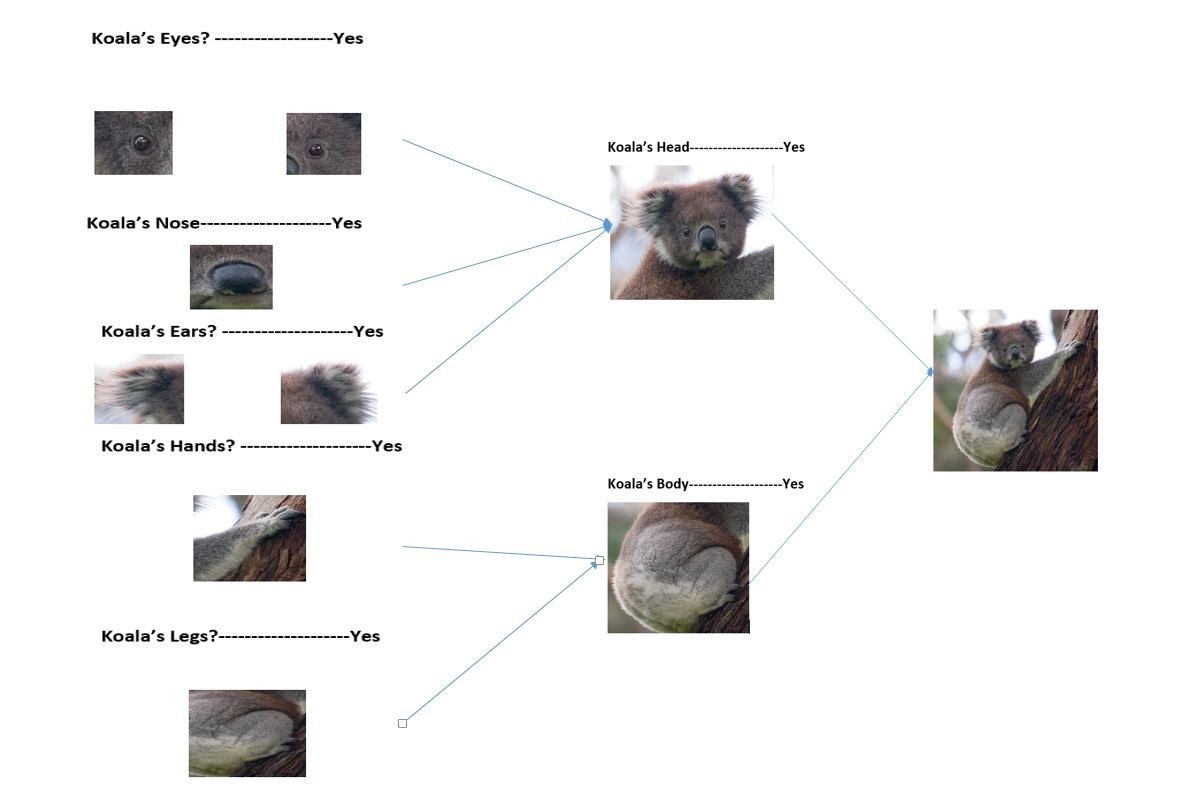 Koala’s Eyes? ------------------Yes
Koala’s Nose--------------------Yes
Koala’s Ears? --------------------Yes
Koala’s Hands? --------------------Yes
Koala’s Legs?--------------------Yes
Koala’s Head--------------------Yes
Koala’s Body--------------------Yes